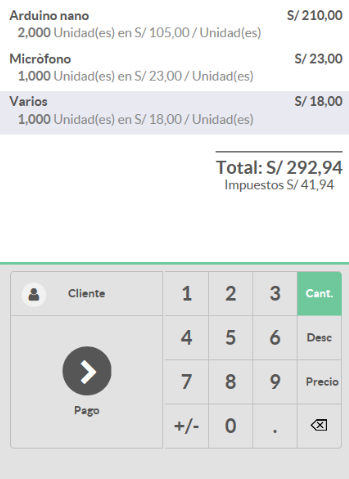 Arduino nano S/ 210,00
2,000 Unidad(es) en S/ 105,00 / Unidad(es)
Micròfono S/ 23,00
1,000 Unidad(es) en S/ 23,00 / Unidad(es)
Varios S/ 18,00
1,000 Unidad(es) en S/ 18,00 / Unidad(es)
Total: S/ 292,94
Impuestos S/ 41,94
Cliente 1 2 3 Cant.
4 5 6 Desc
7 8 9 Precio
Pago
+/- 0 .